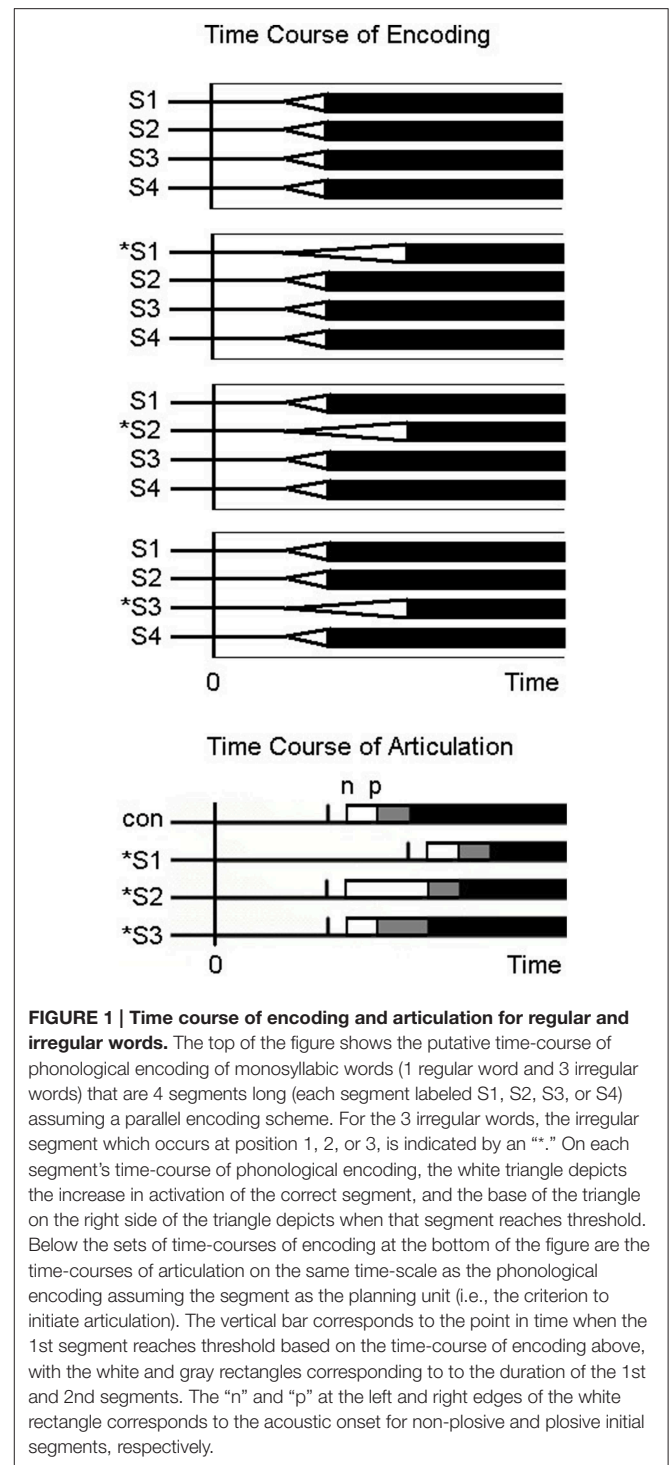 Time Course of Encoding
S1
S2
S3
S4
*S1
S2
S3
S4
S1
*S2
S3
S4
S1
S2
*S3
S4
0 Time
Time Course of Articulation
n p
con
*S1
*S2
*S3
0 Time
FIGURE 1 | Time course of encoding and articulation for regular and
irregular words. The top of the figure shows the putative time-course of
phonological encoding of monosyllabic words (1 regular word and 3 irregular
words) that are 4 segments long (each segment labeled S1, S2, S3, or S4)
assuming a parallel encoding scheme. For the 3 irregular words, the irregular
segment which occurs at position 1, 2, or 3, is indicated by an “*.” On each
segment’s time-course of phonological encoding, the white triangle depicts
the increase in activation of the correct segment, and the base of the triangle
on the right side of the triangle depicts when that segment reaches threshold.
Below the sets of time-courses of encoding at the bottom of the figure are the
time-courses of articulation on the same time-scale as the phonological
encoding assuming the segment as the planning unit (i.e., the criterion to
initiate articulation). The vertical bar corresponds to the point in time when the
1st segment reaches threshold based on the time-course of encoding above,
with the white and gray rectangles corresponding to to the duration of the 1st
and 2nd segments. The “n” and “p” at the left and right edges of the white
rectangle corresponds to the acoustic onset for non-plosive and plosive initial
segments, respectively.